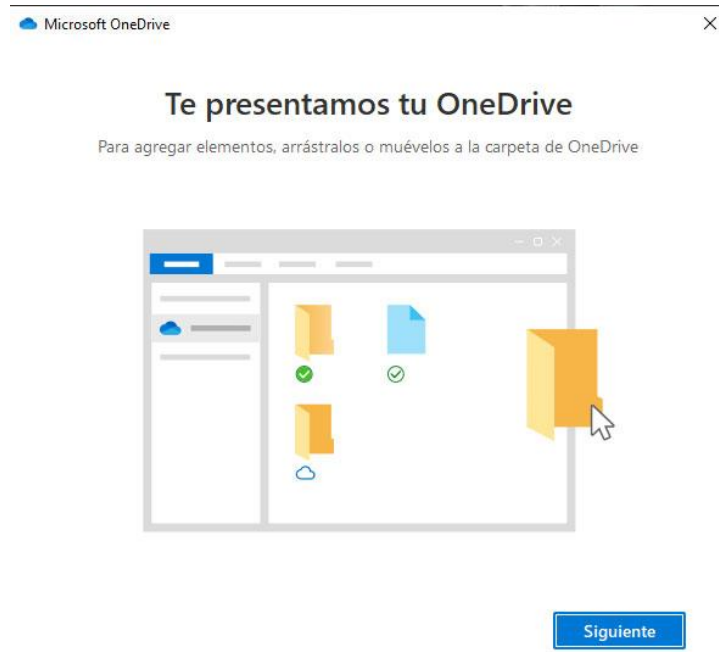 Microsoft OneDrive
Te presentamos tu OneDrive
Para agregar elementos, arrástralos o muévelos a la carpeta de OneDrive
Siguiente